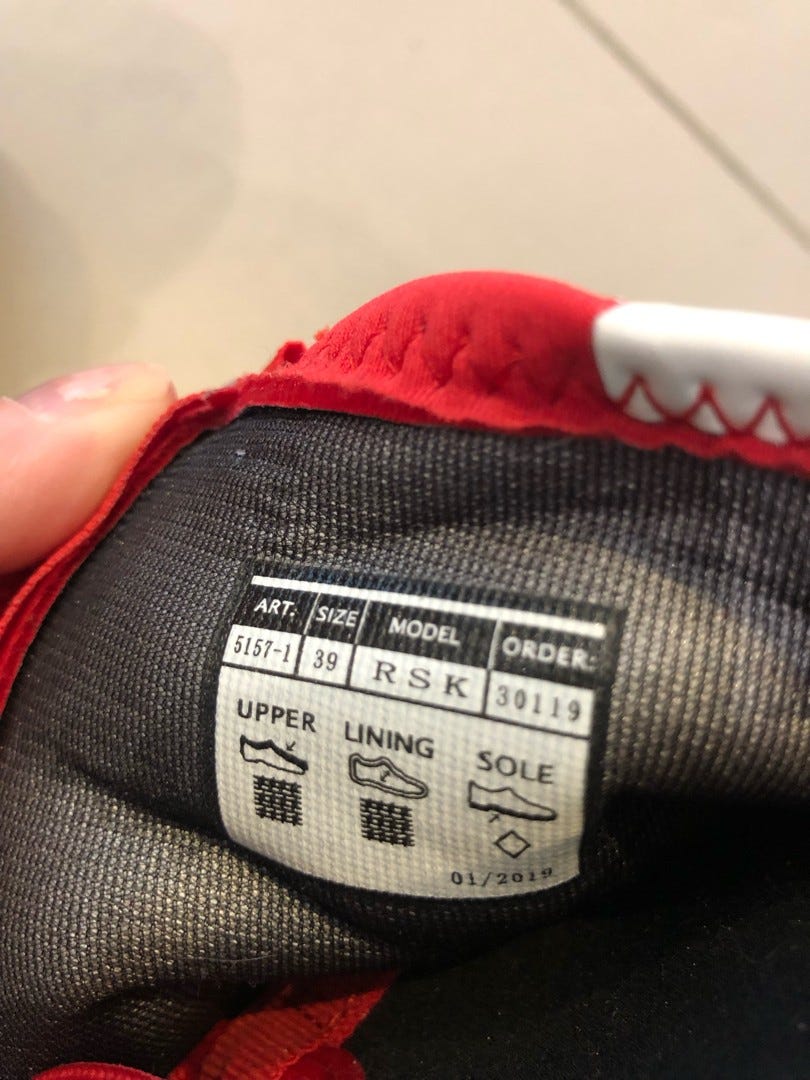 ART: SIZE MODEL ORDER:
5157-1 39 RSK 30119
UPPER LINING SOLE
01/2019